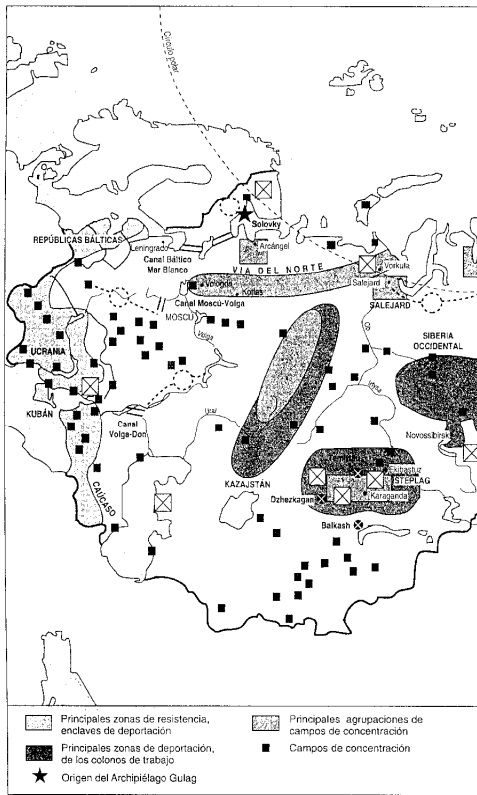 Círculo polar
Solovky
REPÚBLICAS BÁLTICAS
Leningrado
Arcángel
Canal Báltico
Mar Blanco
VIA DEL NORTE
Vorkuta
Vologda
Kotlas
Salejard
SALEJARD
Canal Moscú-Volga
MOSCÚ
Volga
Ob
SIBERIA
OCCIDENTAL
UCRANIA
KUBÁN
Canal
Volga-Don
Ural
Novossibirsk
CAUCASO
KAZAJSTÁN
Ekibastuz
STEPLAG
Dzhezkagan
Karaganda
Balkash
Principales zonas de resistencia,
enclaves de deportación
Principales agrupaciones de
campos de concentración
Principales zonas de deportación,
de los colonos de trabajo
Campos de concentración
Origen del Archipiélago Gulag